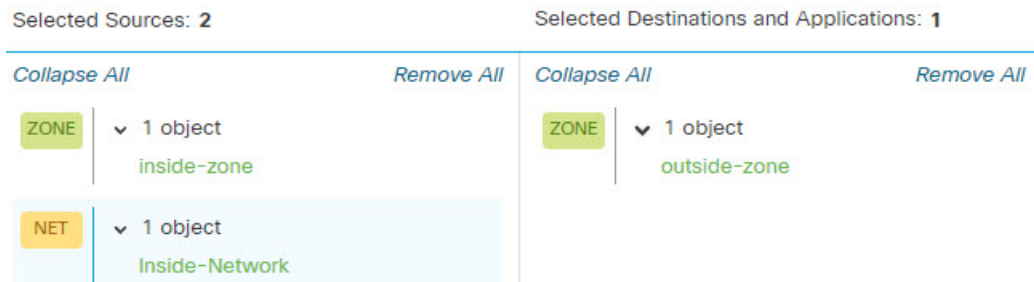 Selected Sources: 2
Collapse All Remove All
ZONE 1 object
inside-zone
NET 1 object
Inside-Network
Selected Destinations and Applications: 1
Collapse All Remove All
ZONE 1 object
outside-zone